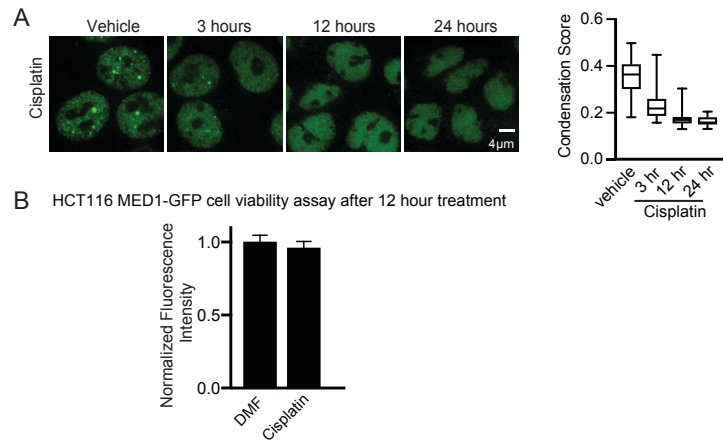 A
Vehicle 3 hours 12 hours 24 hours
Cisplatin
4µm
Condensation Score
0.6
0.4
0.2
0.0
vehicle
3 hr
12 hr
24 hr
Cisplatin
B HCT116 MED1-GFP cell viability assay after 12 hour treatment
Normalized Fluorescence
Intensity
1.0
0.5
0.0
DMF
Cisplatin